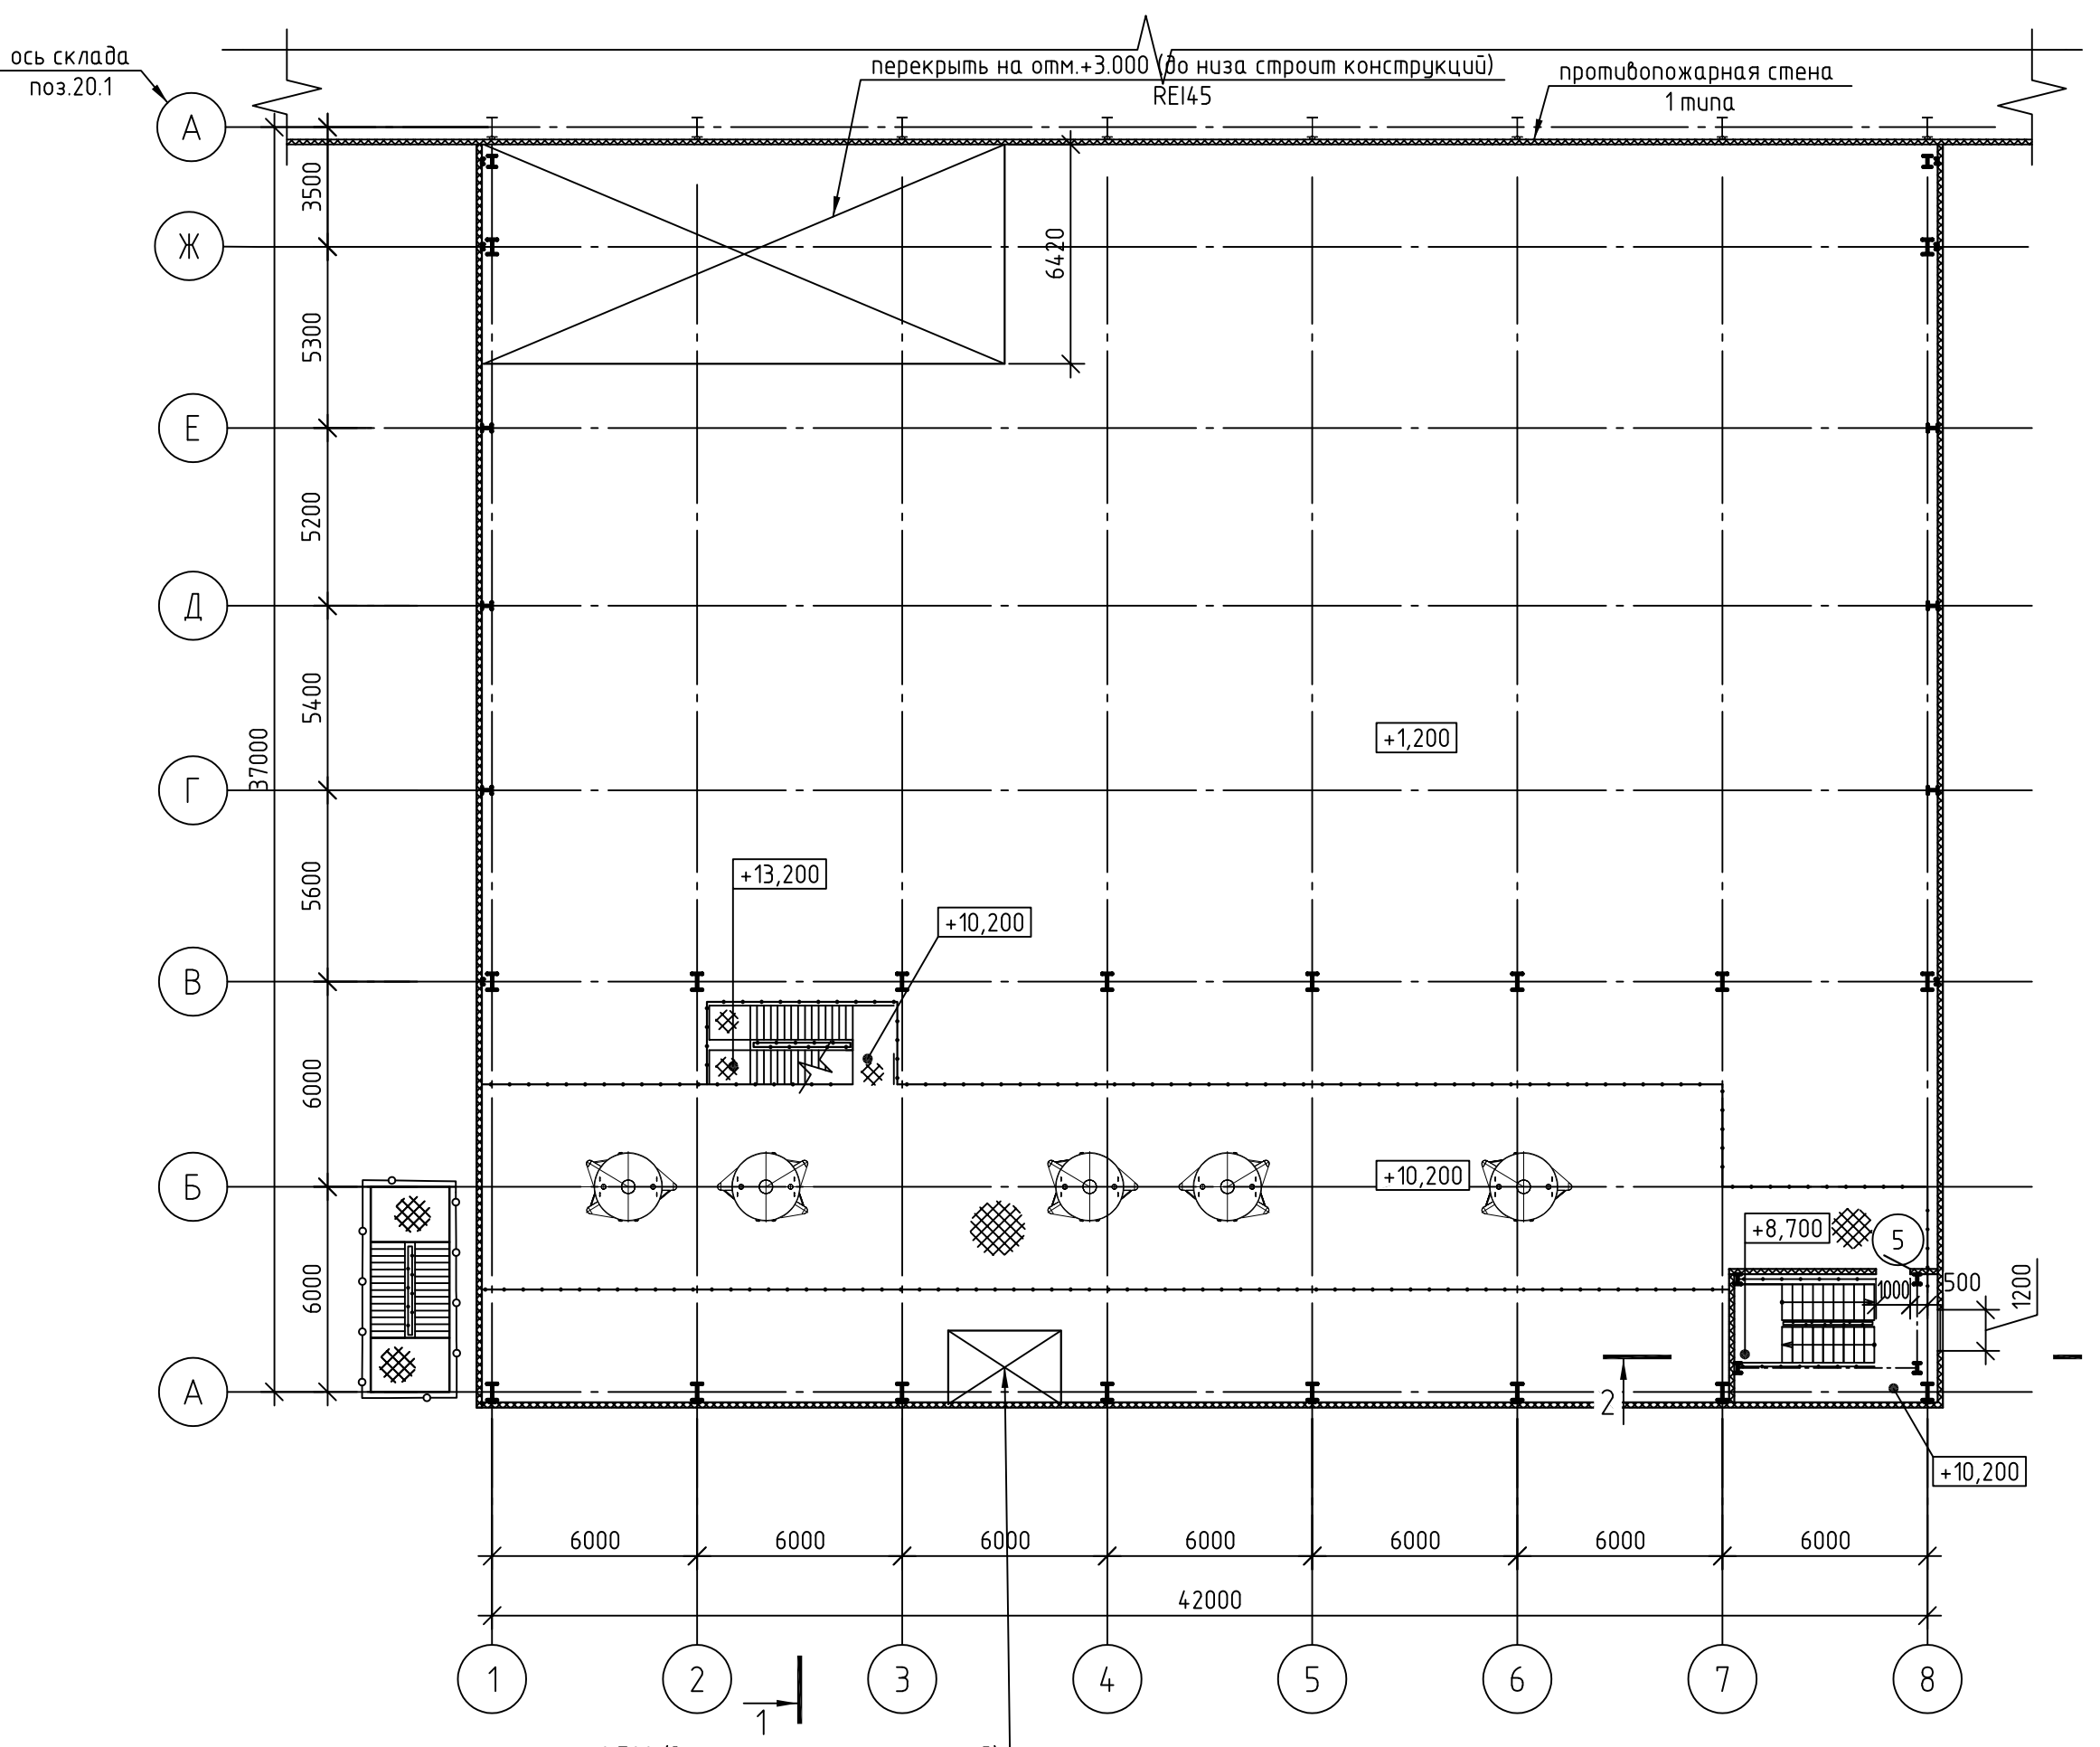 ось склада
поз.20.1
перекрыть на отм.+3.000 (до низа строит конструкций)
REI45
противопожарная стена
1 типа
А
3500
Ж
6420
5300
Е
5200
Д
5400
37000
+1,200
Г
5600
+13,200
+10,200
В
6000
Б
+10,200
+8,700
5
1000
500
1200
6000
А
2
+10,200
6000
6000
6000
6000
6000
6000
6000
42000
1
2
3
4
5
6
7
8
1